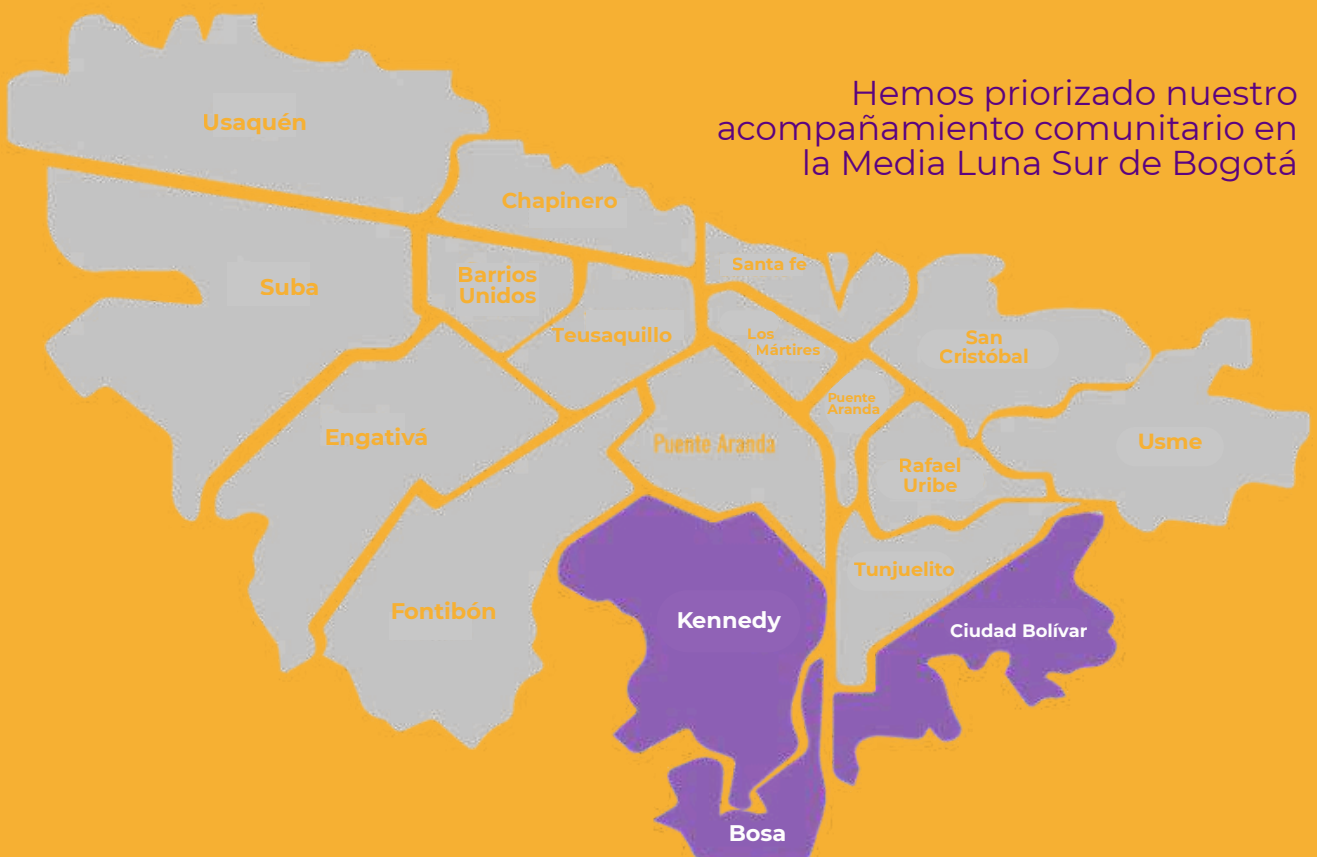 Hemos priorizado nuestro
acompañamiento comunitario en
la Media Luna Sur de Bogotá
Usaquén
Chapinero
Suba
Barrios
Unidos
Teusaquillo
Santa fe
Los
Mártires
San
Cristóbal
Puente
Aranda
Engativá
Puente Aranda
Rafael
Uribe
Usme
Fontibón
Kennedy
Tunjuelito
Ciudad Bolívar
Bosa